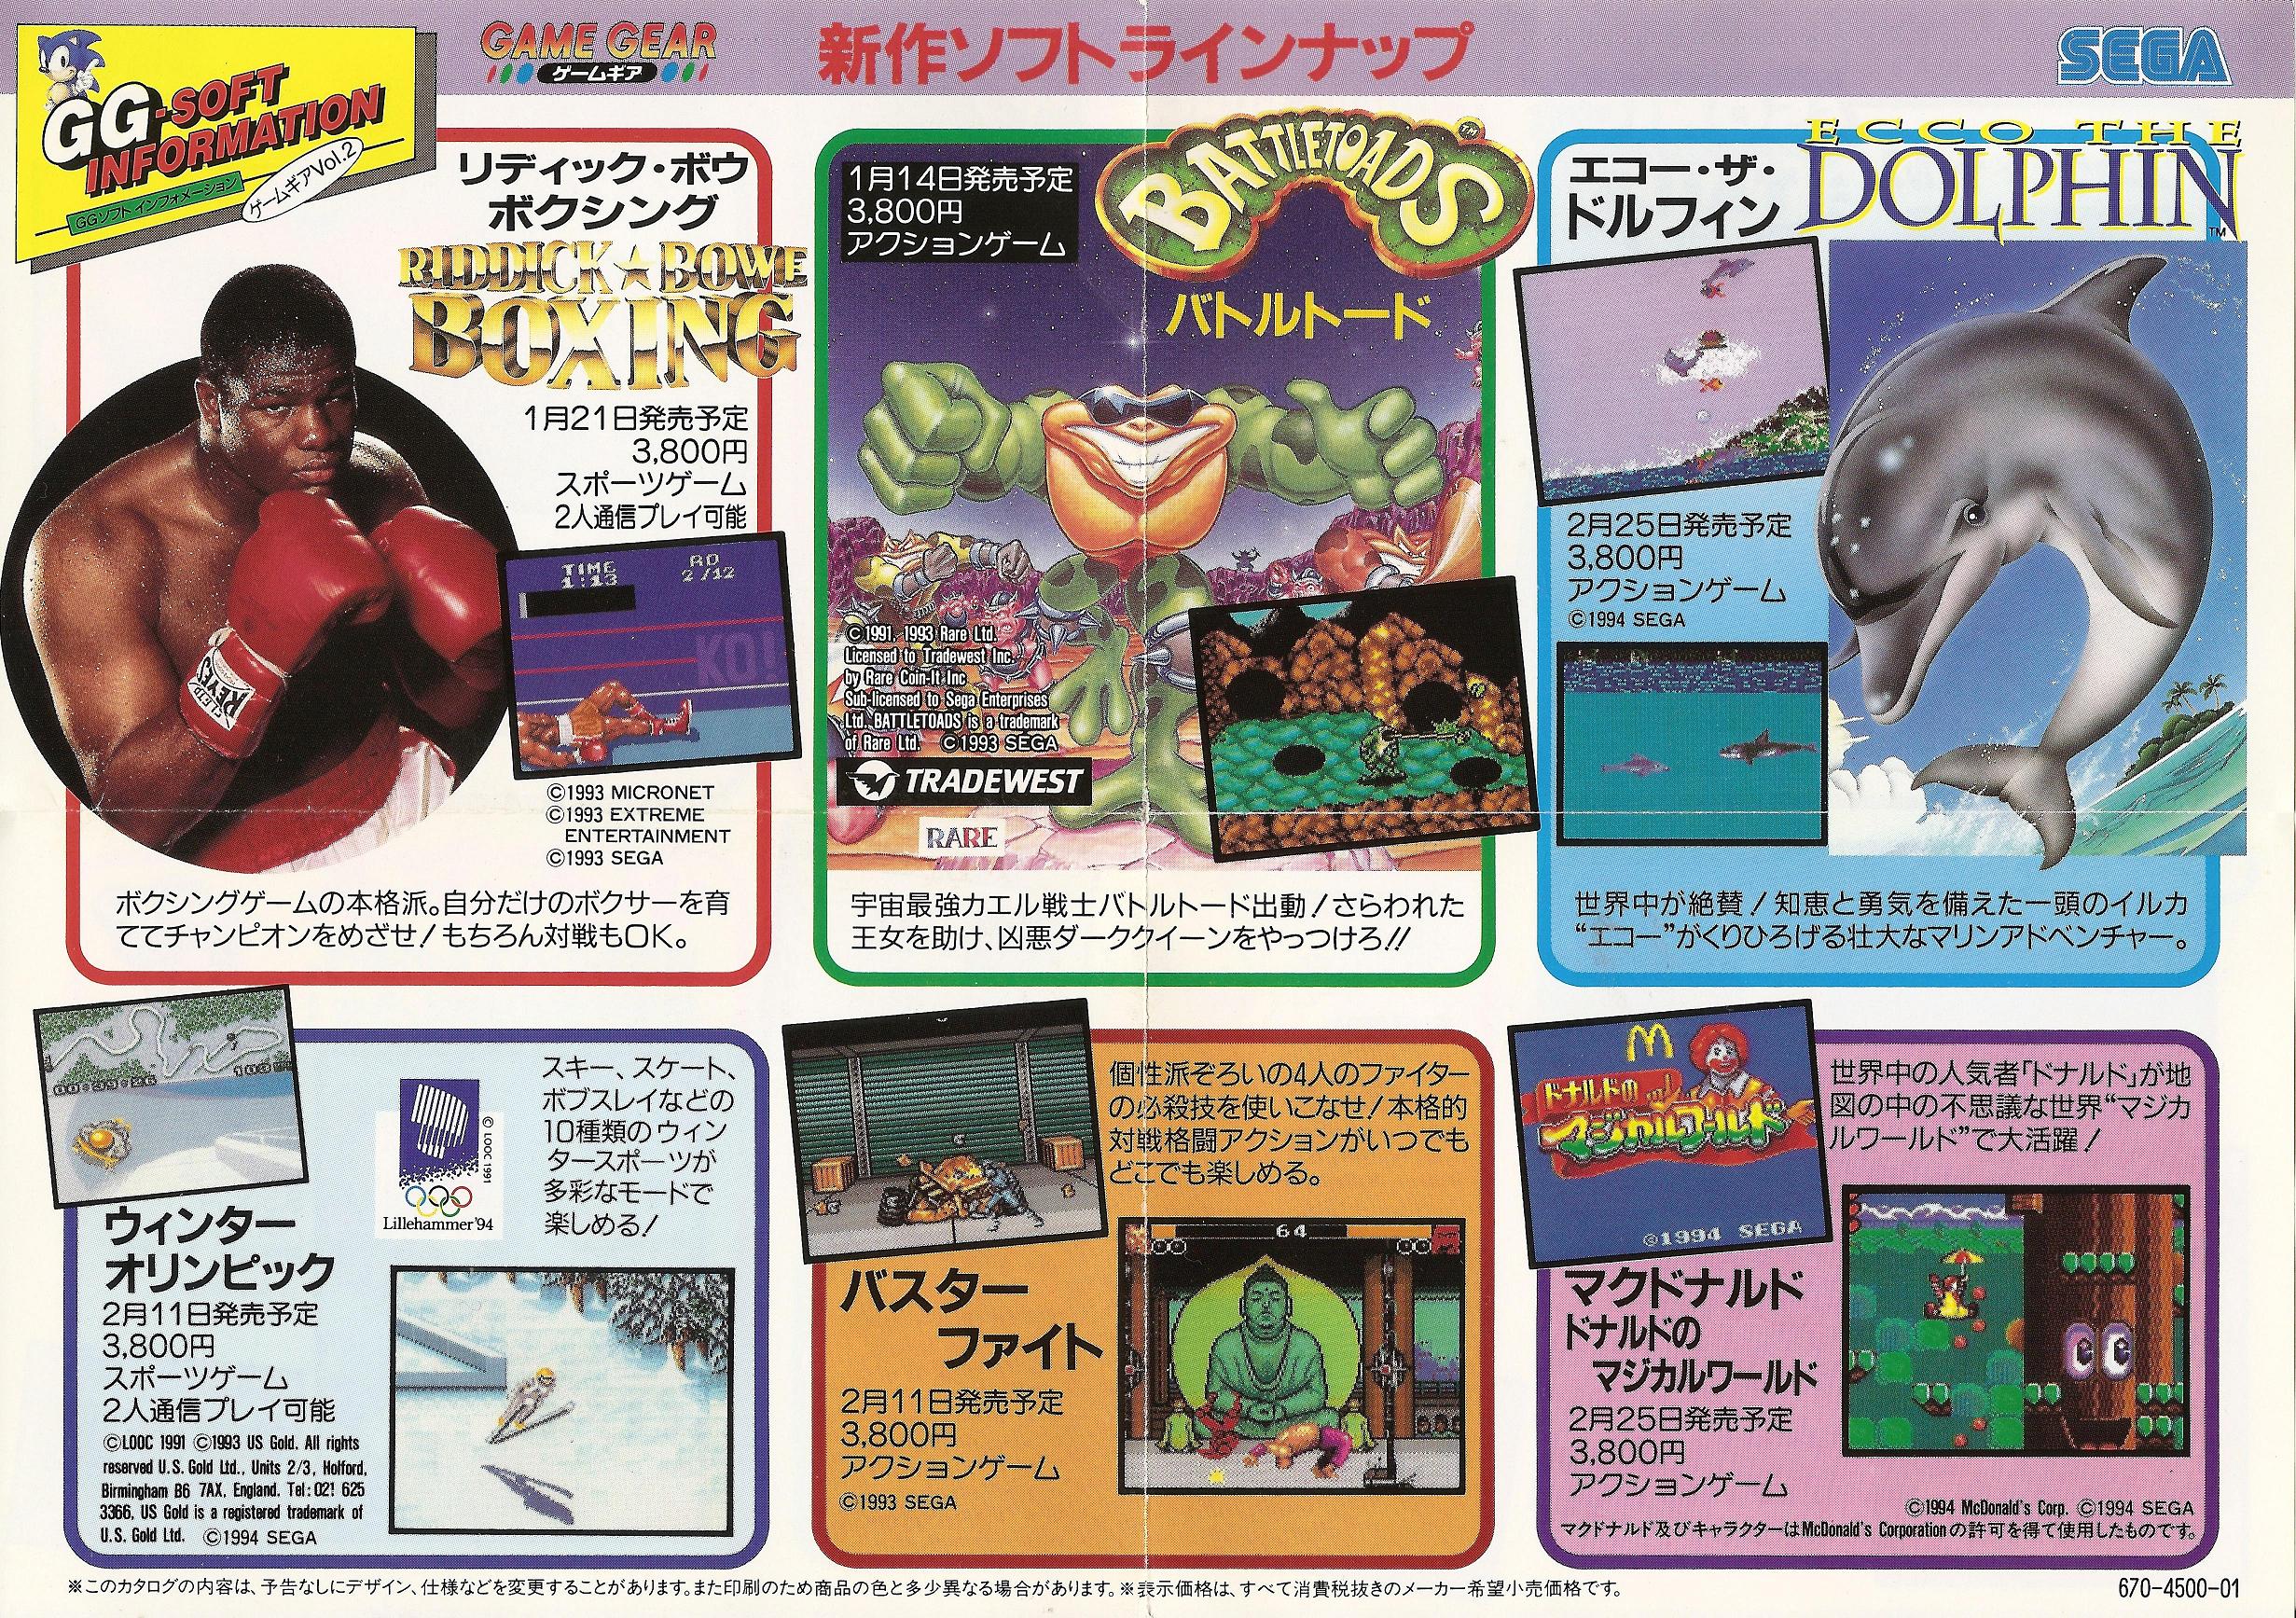 GG-SOFT
INFORMATION
GGソフト インフォメーション
ゲームギアVol.2
GAME GEAR
ゲームギア
新作ソフトラインナップ
SEGA
リディック・ボウ
ボクシング
RIDDICK★BOWE
BOXING
1月21日発売予定
3,800円
スポーツゲーム
2人通信プレイ可能
TIME
1:13
RD
2/12
KO!
CLETO
REYES
©1993 MICRONET
©1993 EXTREME
ENTERTAINMENT
©1993 SEGA
ボクシングゲームの本格派。自分だけのボクサーを育
ててチャンピオンをめざせ！もちろん対戦もOK。
1月14日発売予定
3,800円
アクションゲーム
BATTLETOADS™
バトルトード
©1991, 1993 Rare Ltd.
Licensed to Tradewest Inc.
by Rare Coin-It Inc
Sub-licensed to Sega Enterprises
Ltd. BATTLETOADS is a trademark
of Rare Ltd. ©1993 SEGA
TRADEWEST
RARE
宇宙最強カエル戦士バトルトード出動！さらわれた
王女を助け、凶悪ダーククイーンをやっつけろ!!
エコー・ザ・
ドルフィン
ECCO THE
DOLPHIN™
2月25日発売予定
3,800円
アクションゲーム
©1994 SEGA
世界中が絶賛！知恵と勇気を備えた一頭のイルカ
“エコー”がくりひろげる壮大なマリンアドベンチャー。
スキー、スケート、
ボブスレイなどの
10種類のウィン
タースポーツが
多彩なモードで
楽しめる！
© LOOC 1991
Lillehammer'94
ウィンター
オリンピック
2月11日発売予定
3,800円
スポーツゲーム
2人通信プレイ可能
©LOOC 1991 ©1993 US Gold. All rights
reserved U.S. Gold Ltd., Units 2/3, Holford,
Birmingham B6 7AX, England. Tel:021 625
3366. US Gold is a registered trademark of
U.S. Gold Ltd. ©1994 SEGA
個性派ぞろいの4人のファイター
の必殺技を使いこなせ！本格的
対戦格闘アクションがいつでも
どこでも楽しめる。
64
バスター
ファイト
2月11日発売予定
3,800円
アクションゲーム
©1993 SEGA
ドナルドの
マジカルワールド
©1994 SEGA
世界中の人気者「ドナルド」が地
図の中の不思議な世界“マジカ
ルワールド”で大活躍！
マクドナルド
ドナルドの
マジカルワールド
2月25日発売予定
3,800円
アクションゲーム
©1994 McDonald's Corp. ©1994 SEGA
マクドナルド及びキャラクターはMcDonald's Corporationの許可を得て使用したものです。
※このカタログの内容は、予告なしにデザイン、仕様などを変更することがあります。また印刷のため商品の色と多少異なる場合があります。※表示価格は、すべて消費税抜きのメーカー希望小売価格です。
670-4500-01